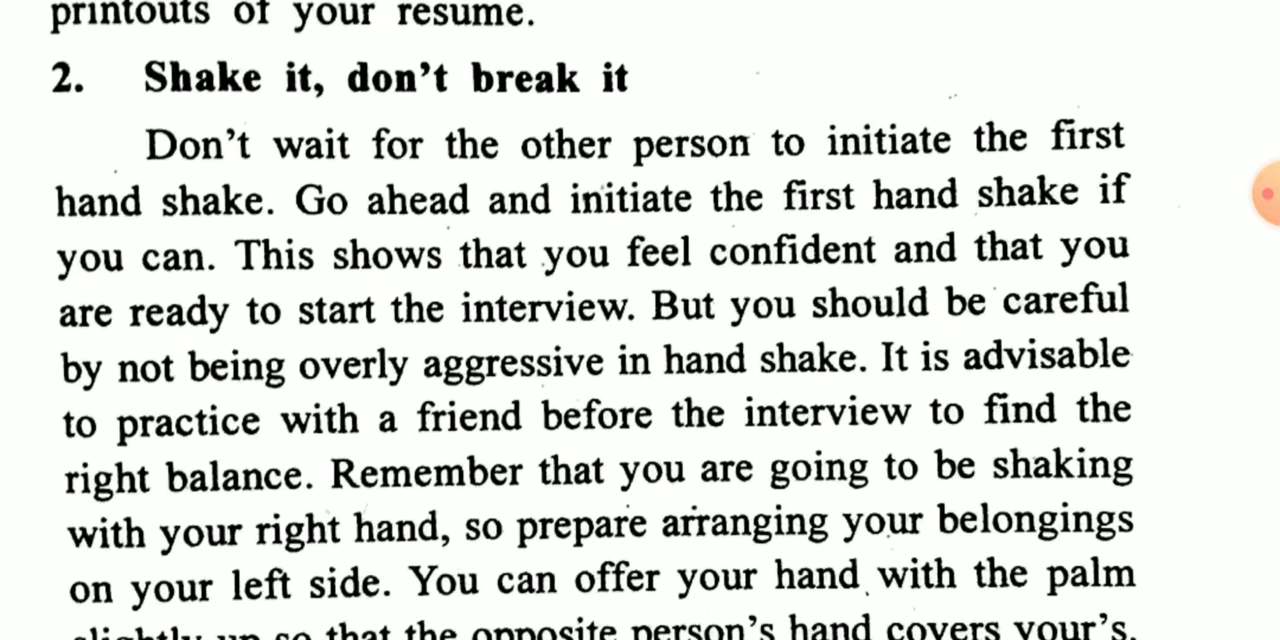 printouts of your resume.
2. Shake it, don't break it
Don't wait for the other person to initiate the first
hand shake. Go ahead and initiate the first hand shake if
you can. This shows that you feel confident and that you
are ready to start the interview. But you should be careful
by not being overly aggressive in hand shake. It is advisable
to practice with a friend before the interview to find the
right balance. Remember that you are going to be shaking
with your right hand, so prepare arranging your belongings
on your left side. You can offer your hand with the palm
slightly up so that the opposite person's hand covers your's.